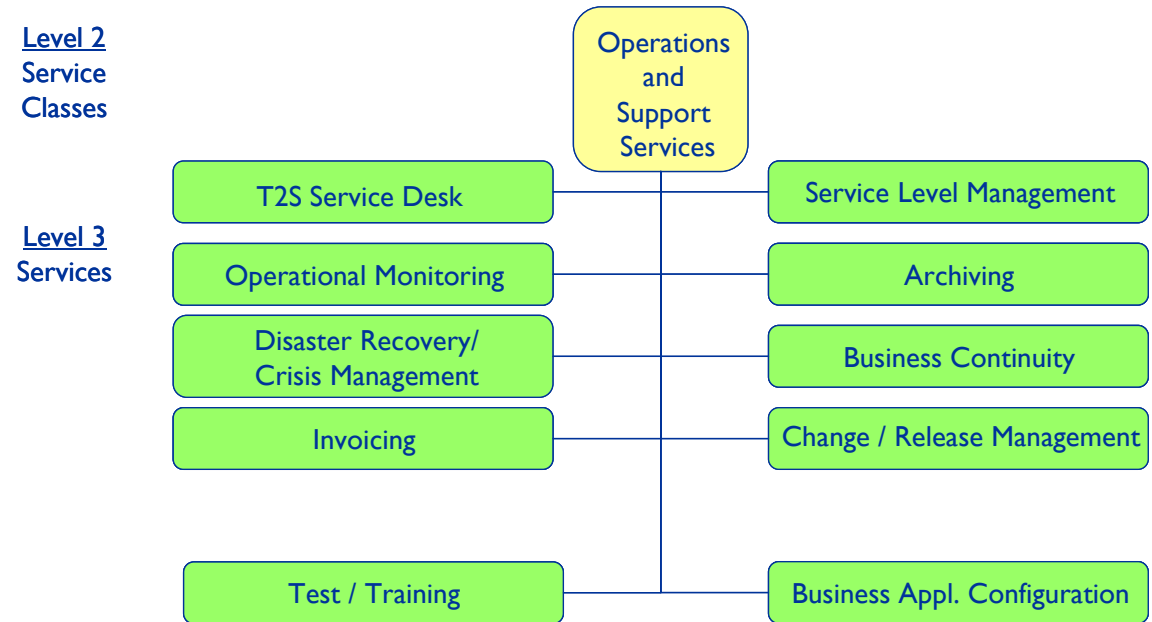 Level 2
Service
Classes
Operations
and
Support
Services
T2S Service Desk
Service Level Management
Level 3
Services
Operational Monitoring
Archiving
Disaster Recovery/
Crisis Management
Business Continuity
Invoicing
Change / Release Management
Test / Training
Business Appl. Configuration